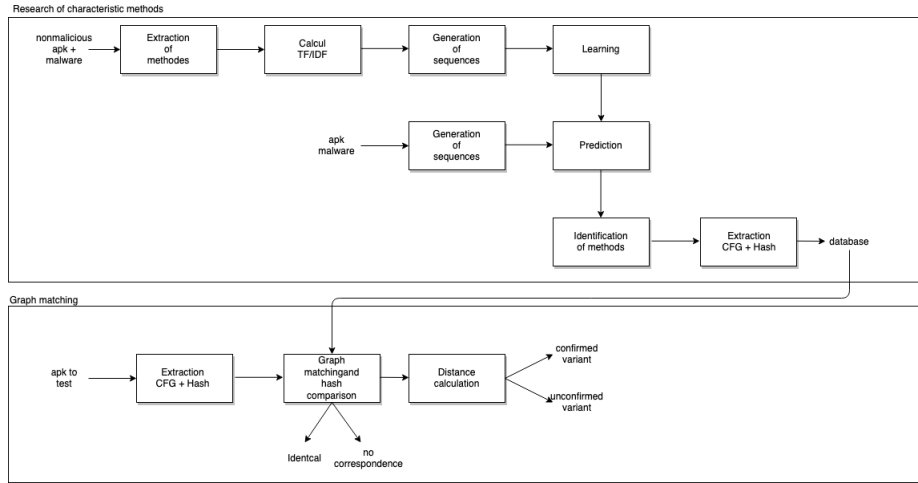 Research of characteristic methods
nonmalicious
apk +
malware
Extraction
of
methodes
Calcul
TF/IDF
Generation
of
sequences
Learning
apk
malware
Generation
of
sequences
Prediction
Identification
of methods
Extraction
CFG + Hash
database
Graph matching
apk to
test
Extraction
CFG + Hash
Graph
matchingand
hash
comparison
Distance
calculation
confirmed
variant
unconfirmed
variant
Identcal
no
correspondence